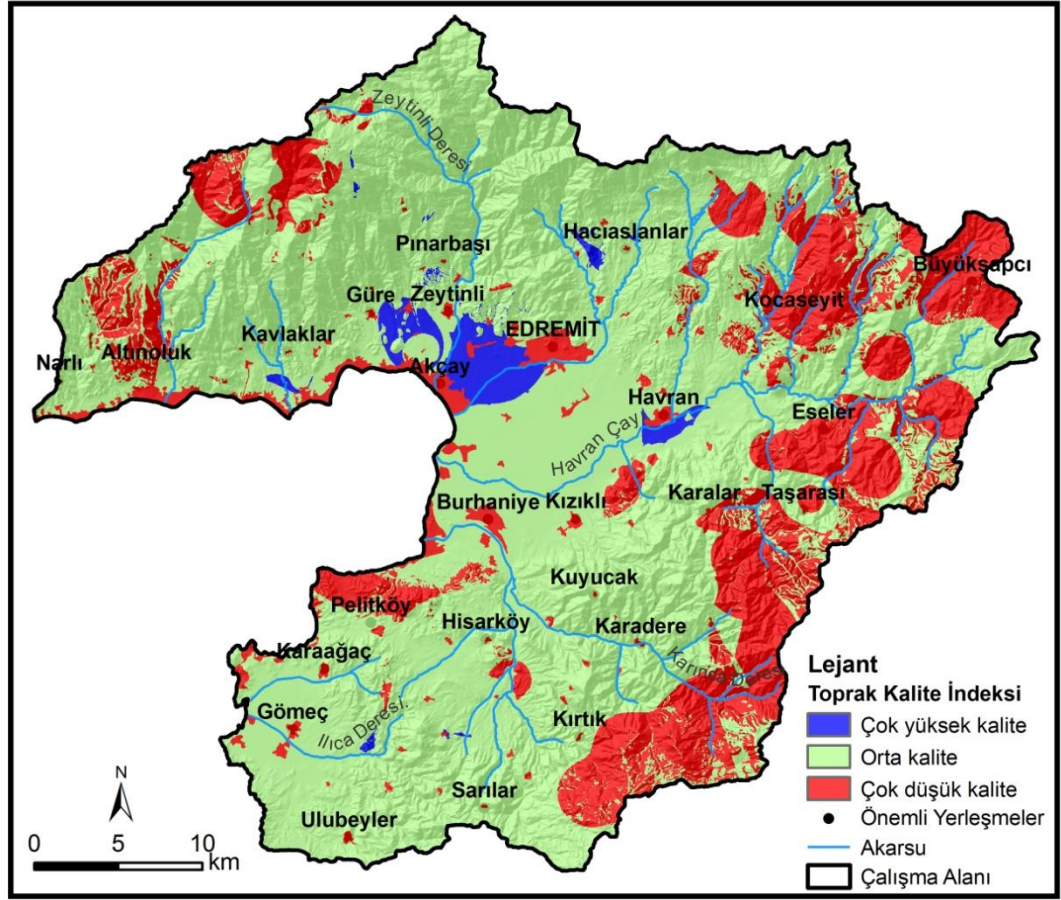 Zeytinli Deresi
Pınarbaşı
Hacıaslanlar
Büyükşapcı
Güre
Zeytinli
Kocaseyit
EDREMİT
Narlı
Altınoluk
Kavlaklar
Akçay
Havran
Eseler
Havran Çay
Burhaniye
Kızıklı
Karalar
Taşarası
Kuyucak
Pelitköy
Hisarköy
Karadere
Karaağaç
Karınca Deresi
Gömeç
Ilıca Deresi
Kırtık
Sarılar
Ulubeyler
N
0 5 10
km
Lejant
Toprak Kalite İndeksi
Çok yüksek kalite
Orta kalite
Çok düşük kalite
Önemli Yerleşmeler
Akarsu
Çalışma Alanı